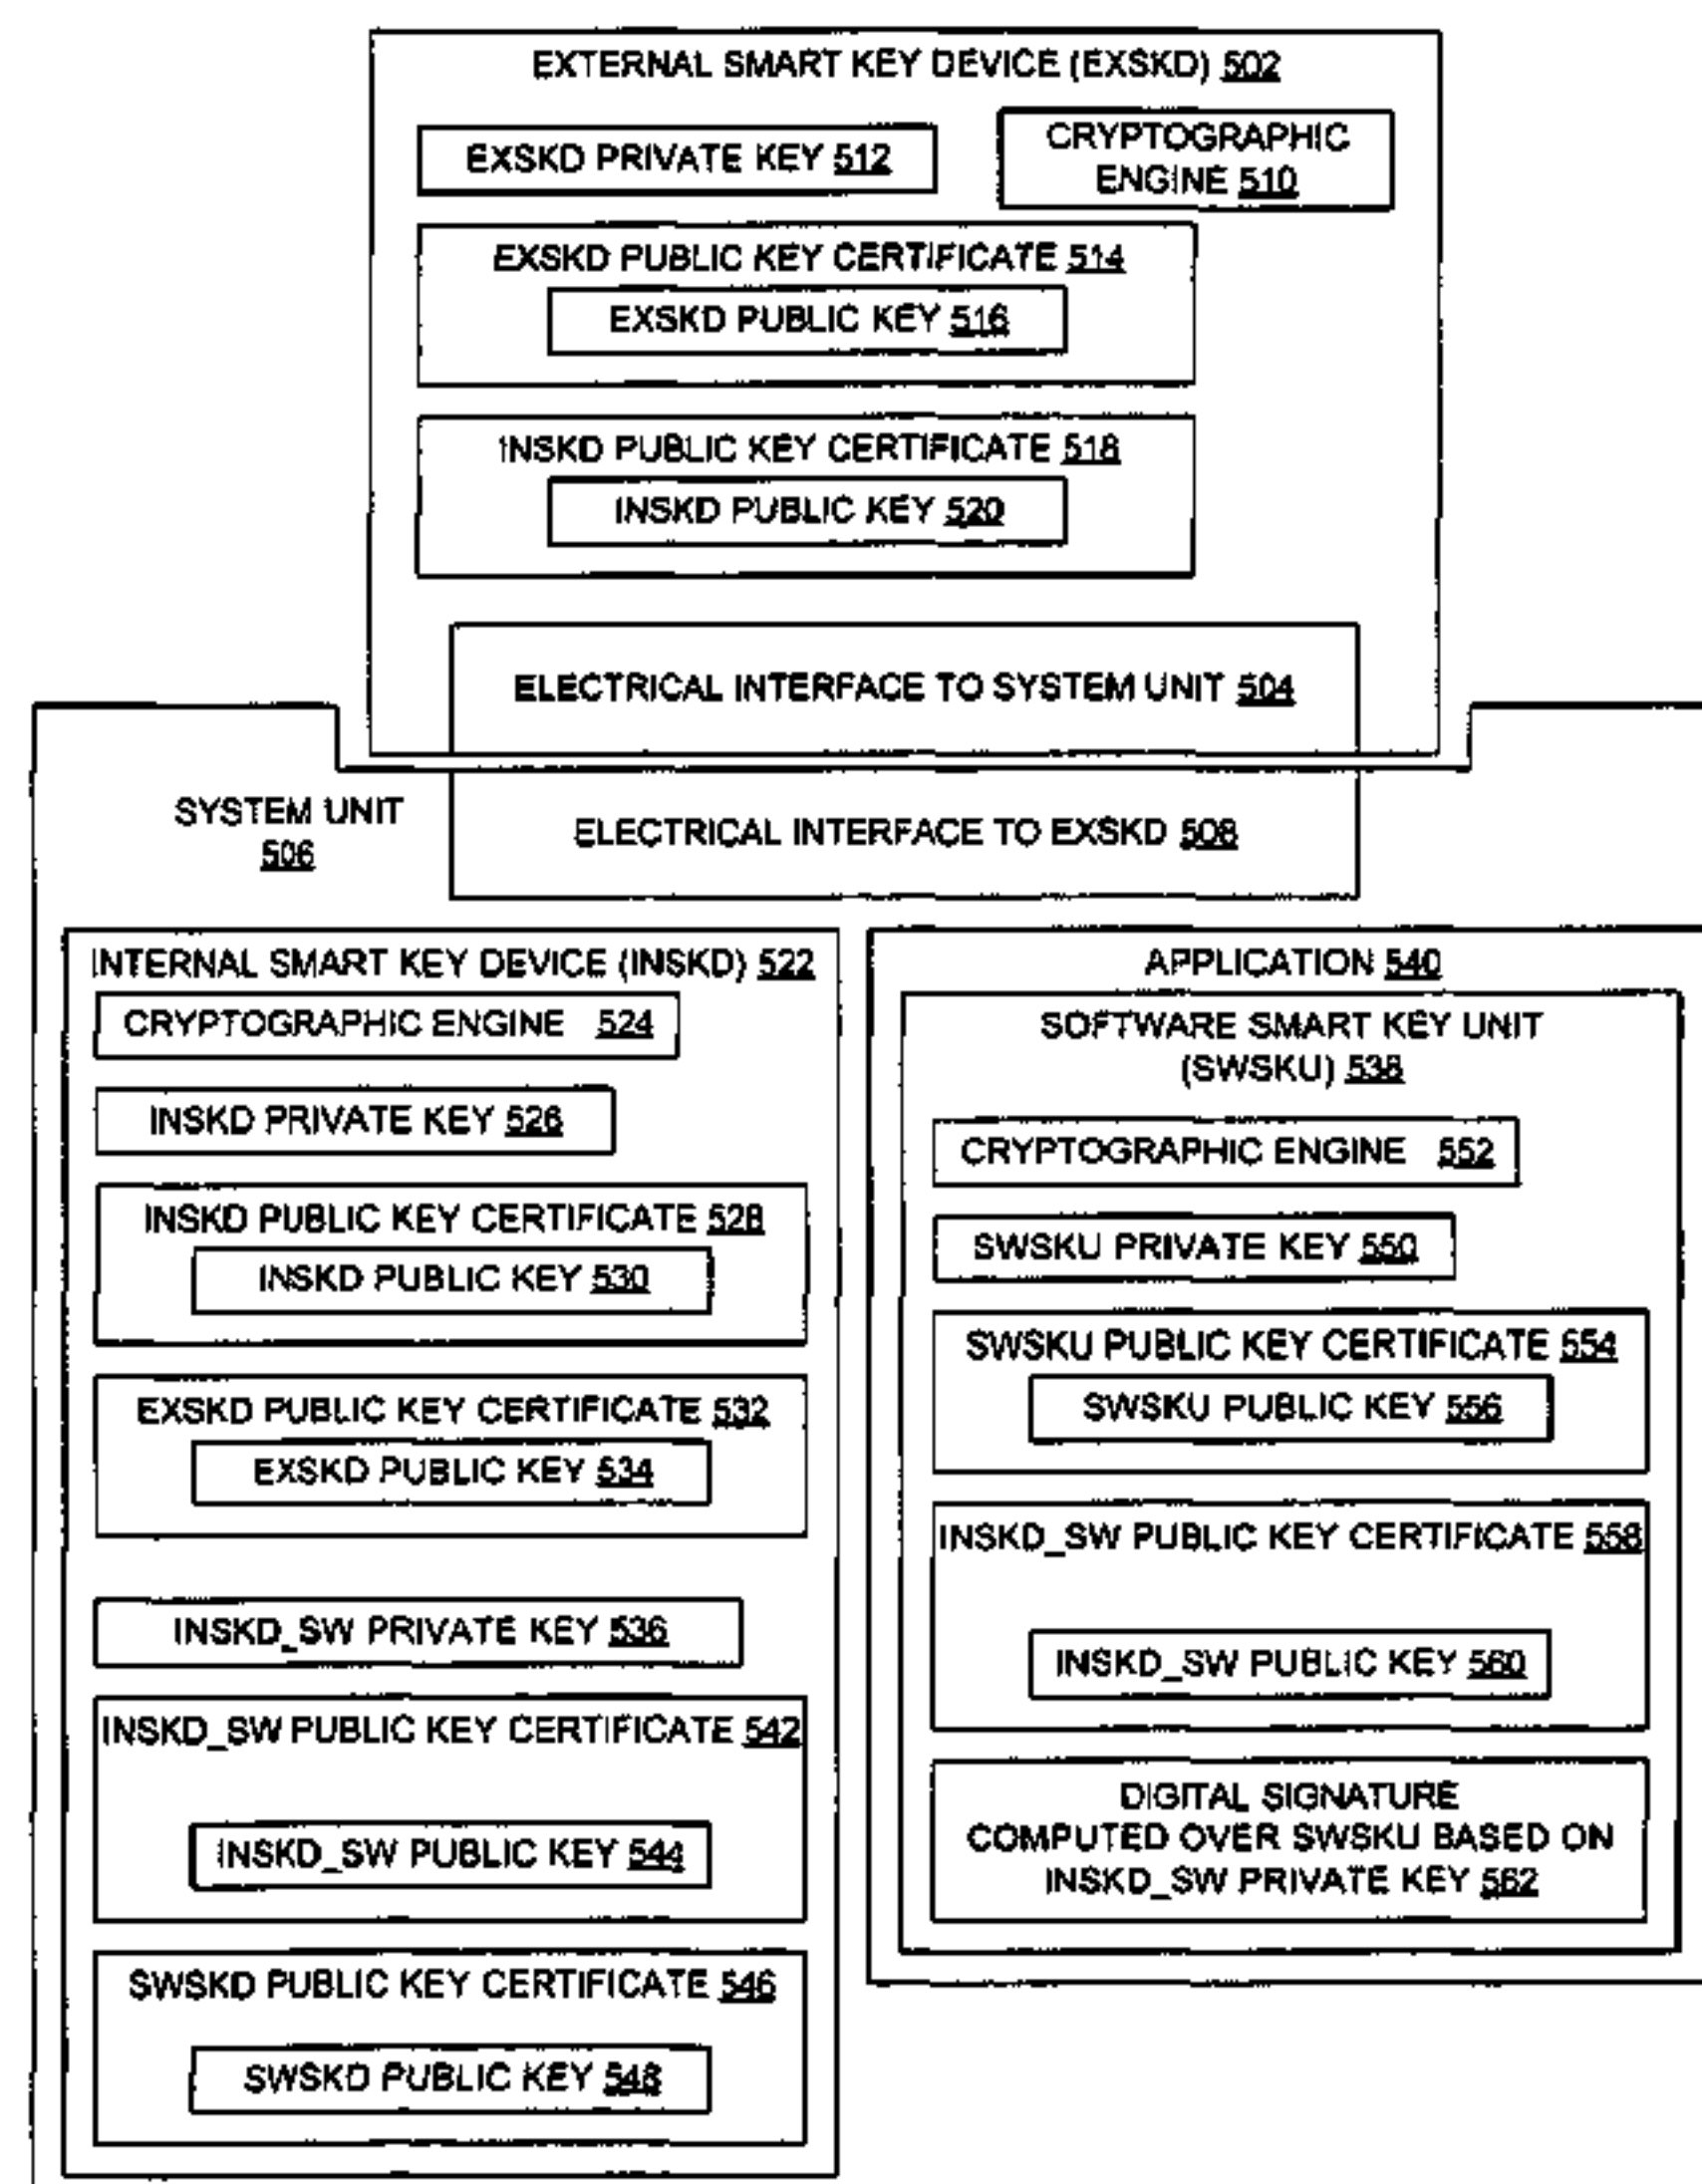 EXTERNAL SMART KEY DEVICE (EXSKD) 502
EXSKD PRIVATE KEY 512
CRYPTOGRAPHIC
ENGINE 510
EXSKD PUBLIC KEY CERTIFICATE 514
EXSKD PUBLIC KEY 516
INSKD PUBLIC KEY CERTIFICATE 518
INSKD PUBLIC KEY 520
ELECTRICAL INTERFACE TO SYSTEM UNIT 504
SYSTEM UNIT
506
ELECTRICAL INTERFACE TO EXSKD 508
INTERNAL SMART KEY DEVICE (INSKD) 522
CRYPTOGRAPHIC ENGINE 524
INSKD PRIVATE KEY 526
INSKD PUBLIC KEY CERTIFICATE 528
INSKD PUBLIC KEY 530
EXSKD PUBLIC KEY CERTIFICATE 532
EXSKD PUBLIC KEY 534
INSKD_SW PRIVATE KEY 536
INSKD_SW PUBLIC KEY CERTIFICATE 542
INSKD_SW PUBLIC KEY 544
SWSKD PUBLIC KEY CERTIFICATE 546
SWSKD PUBLIC KEY 548
APPLICATION 540
SOFTWARE SMART KEY UNIT
(SWSKU) 538
CRYPTOGRAPHIC ENGINE 552
SWSKU PRIVATE KEY 550
SWSKU PUBLIC KEY CERTIFICATE 554
SWSKU PUBLIC KEY 556
INSKD_SW PUBLIC KEY CERTIFICATE 558
INSKD_SW PUBLIC KEY 560
DIGITAL SIGNATURE
COMPUTED OVER SWSKU BASED ON
INSKD_SW PRIVATE KEY 562